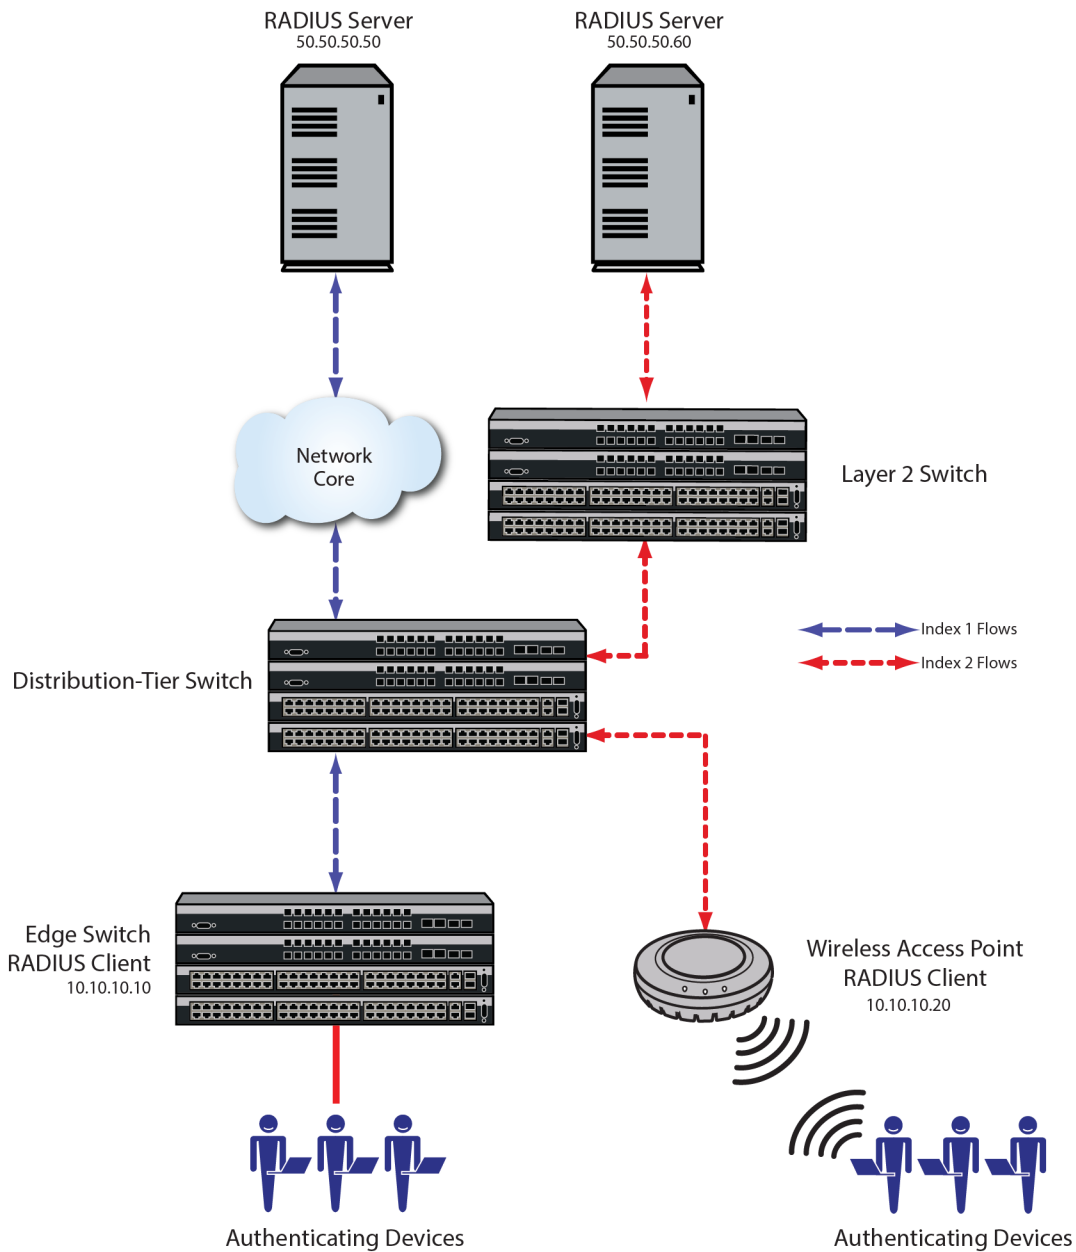 RADIUS Server
50.50.50.50
RADIUS Server
50.50.50.60
Network
Core
Layer 2 Switch
Index 1 Flows
Index 2 Flows
Distribution-Tier Switch
Edge Switch
RADIUS Client
10.10.10.10
Wireless Access Point
RADIUS Client
10.10.10.20
Authenticating Devices
Authenticating Devices